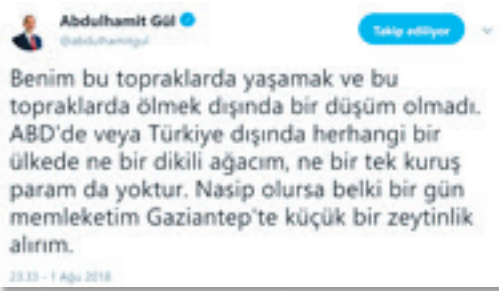 Abdulhamit Gül
@abdulhamitgul
Takip ediliyor
Benim bu topraklarda yaşamak ve bu
topraklarda ölmek dışında bir düşüm olmadı.
ABD'de veya Türkiye dışında herhangi bir
ülkede ne bir dikili ağacım, ne bir tek kuruş
param da yoktur. Nasip olursa belki bir gün
memleketim Gaziantep'te küçük bir zeytinlik
alırım.
23:33 - 1 Ağu 2018